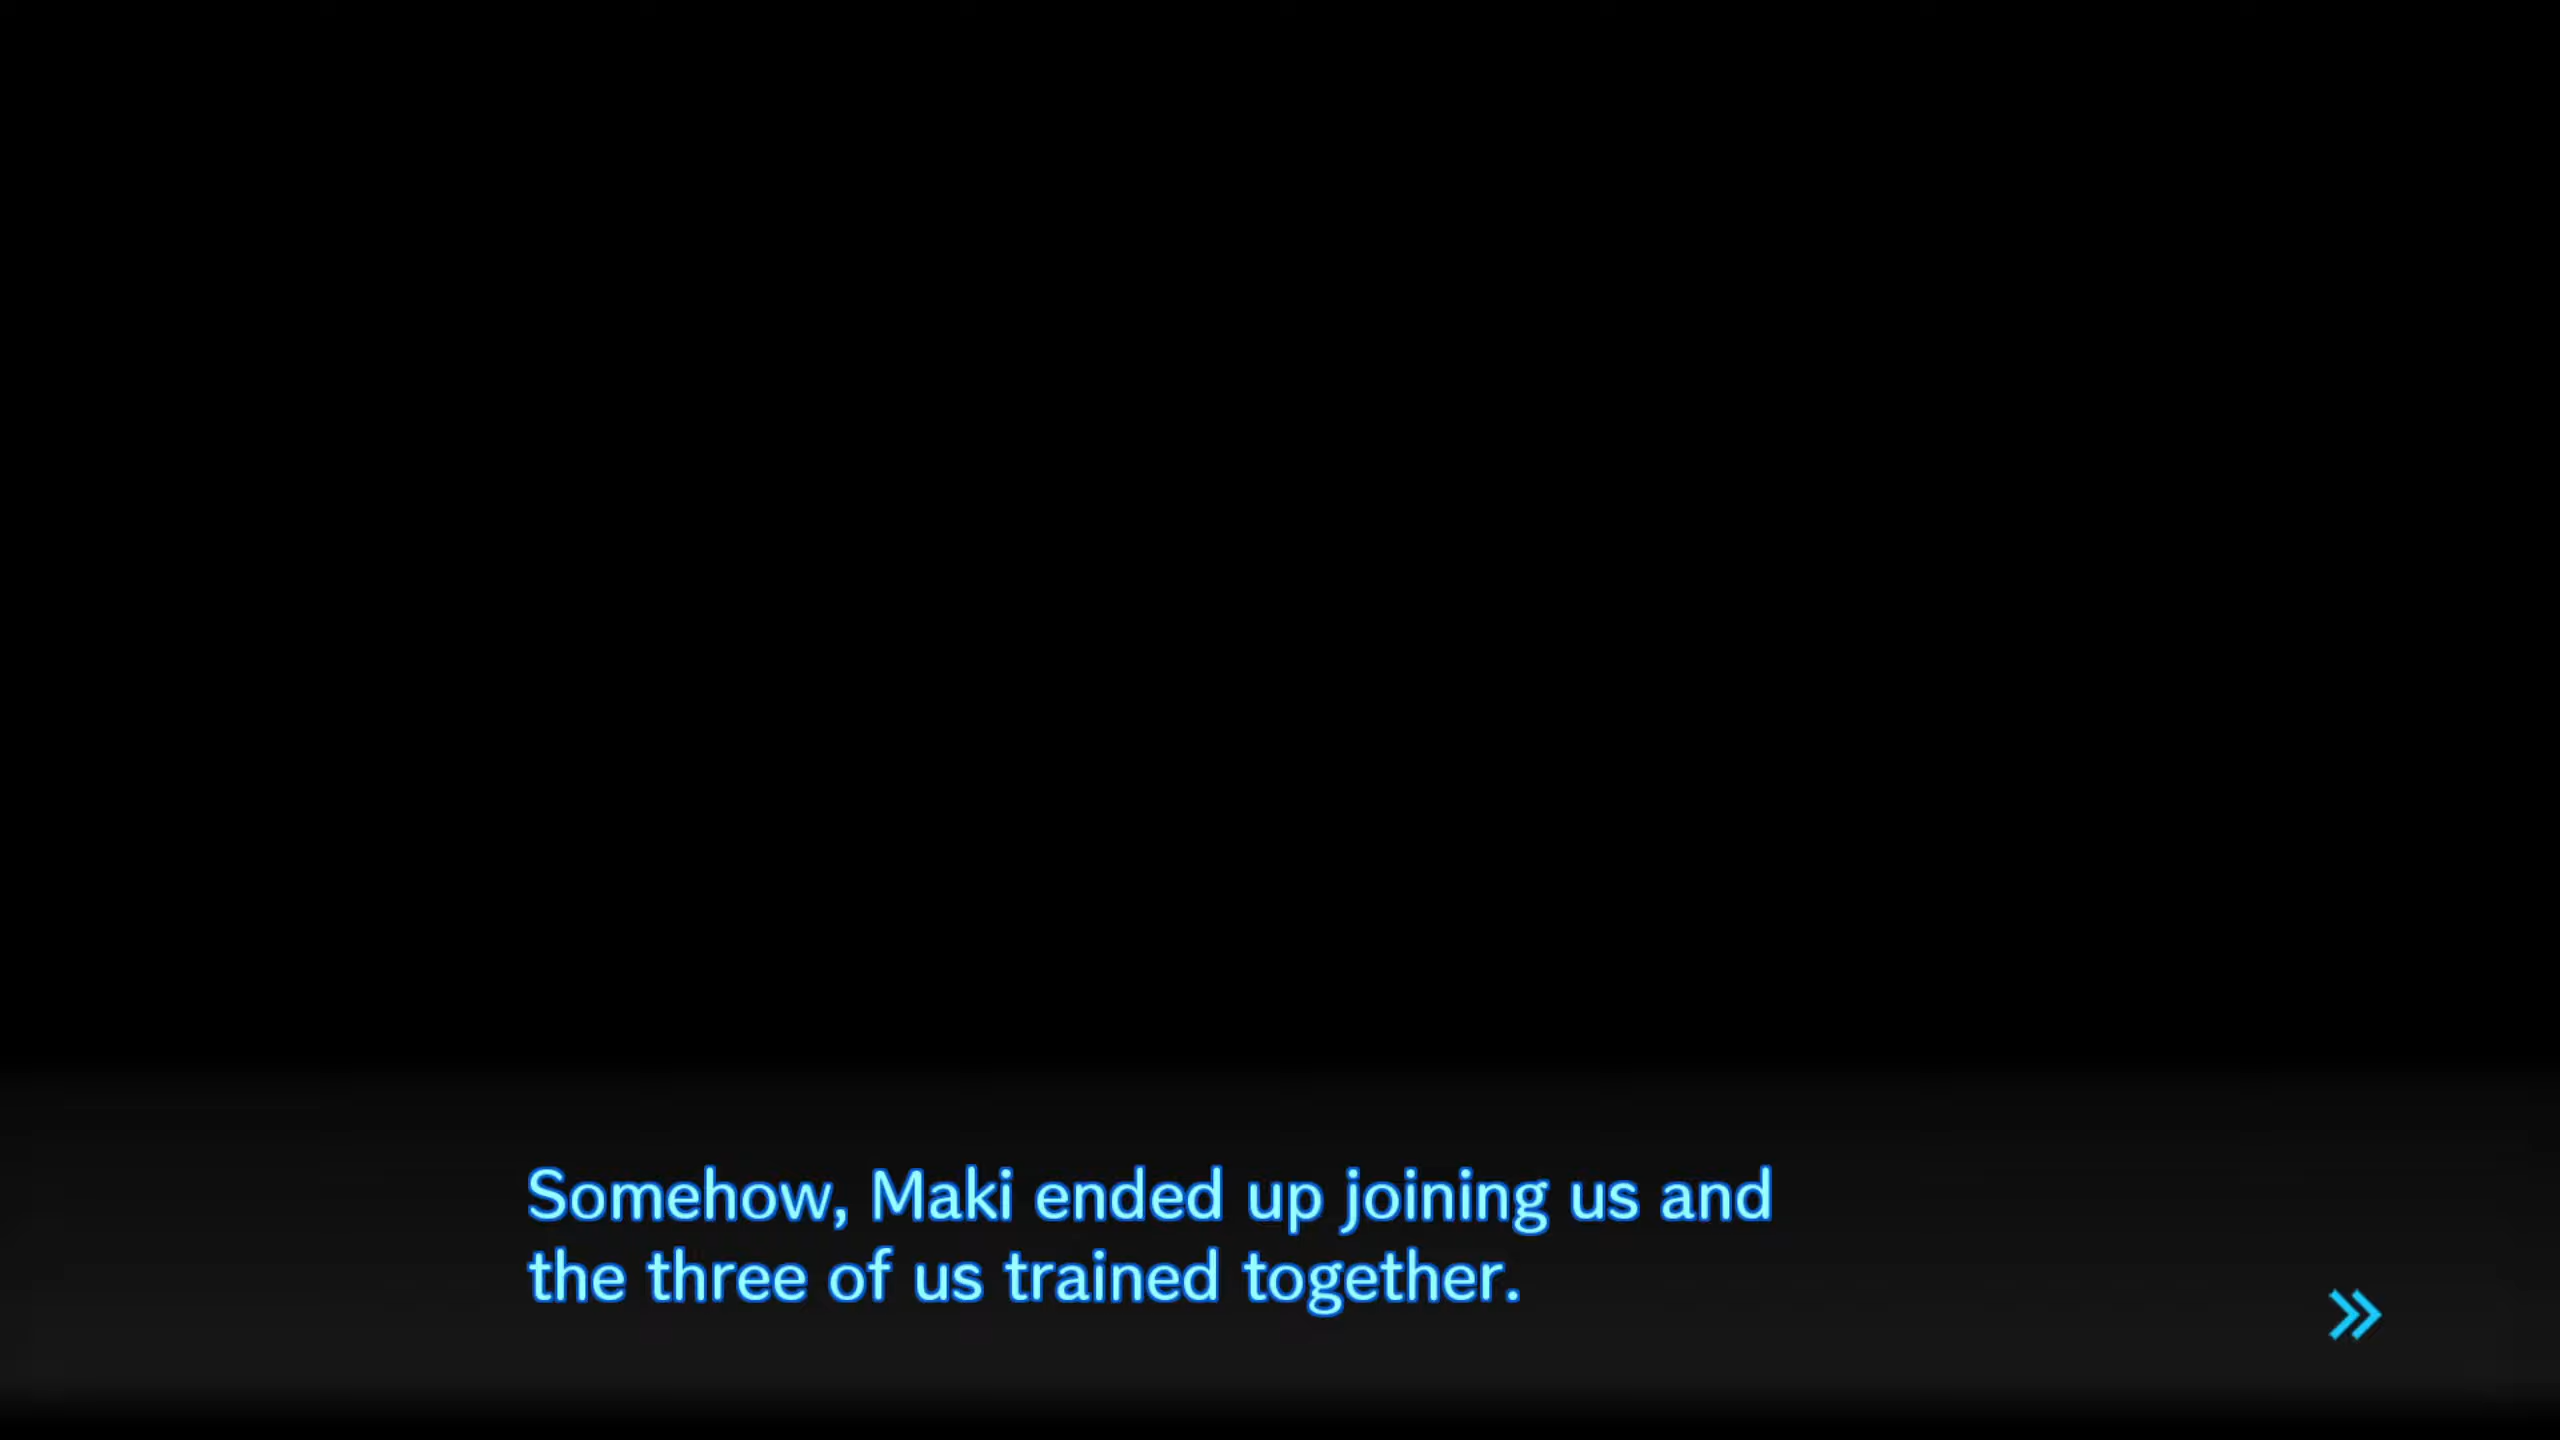 Somehow, Maki ended up joining us and
the three of us trained together.